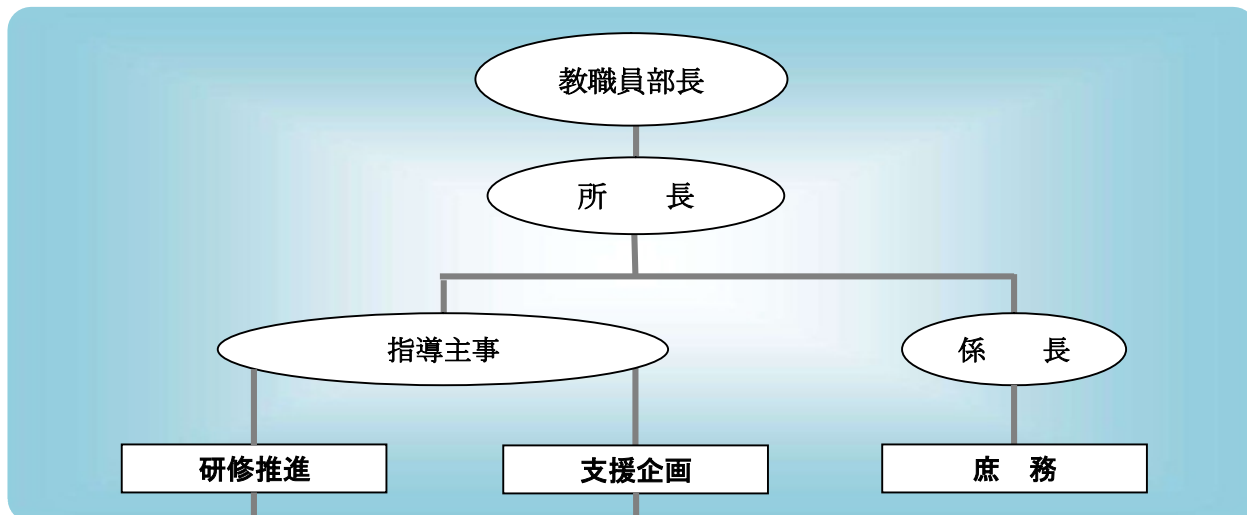 教職員部長
所　　長
指導主事
係　　長
研修推進
支援企画
庶　務